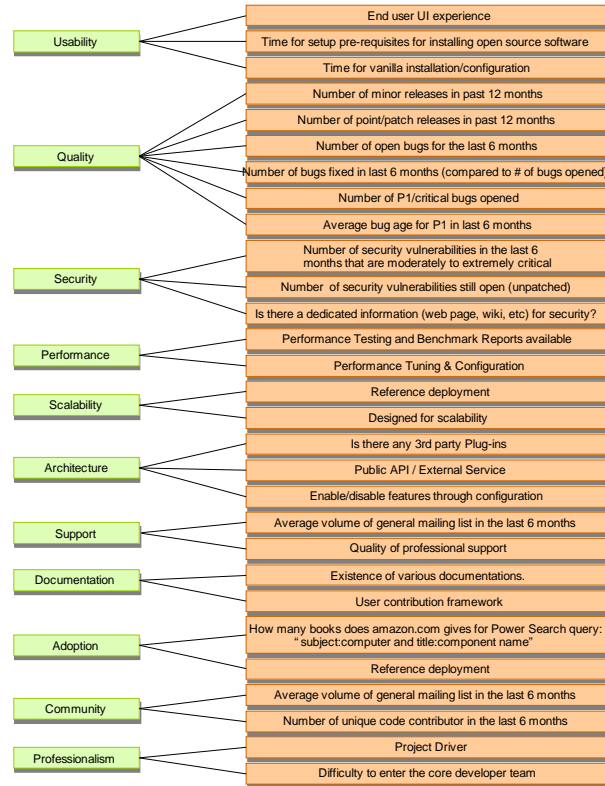 Usability
End user UI experience
Time for setup pre-requisites for installing open source software
Time for vanilla installation/configuration
Quality
Number of minor releases in past 12 months
Number of point/patch releases in past 12 months
Number of open bugs for the last 6 months
Number of bugs fixed in last 6 months (compared to # of bugs opened)
Number of P1/critical bugs opened
Average bug age for P1 in last 6 months
Security
Number of security vulnerabilities in the last 6
months that are moderately to extremely critical
Number of security vulnerabilities still open (unpatched)
Is there a dedicated information (web page, wiki, etc) for security?
Performance
Performance Testing and Benchmark Reports available
Performance Tuning & Configuration
Scalability
Reference deployment
Designed for scalability
Architecture
Is there any 3rd party Plug-ins
Public API / External Service
Enable/disable features through configuration
Support
Average volume of general mailing list in the last 6 months
Quality of professional support
Documentation
Existence of various documentations.
User contribution framework
Adoption
How many books does amazon.com gives for Power Search query:
“ subject:computer and title:component name”
Reference deployment
Community
Average volume of general mailing list in the last 6 months
Number of unique code contributor in the last 6 months
Professionalism
Project Driver
Difficulty to enter the core developer team